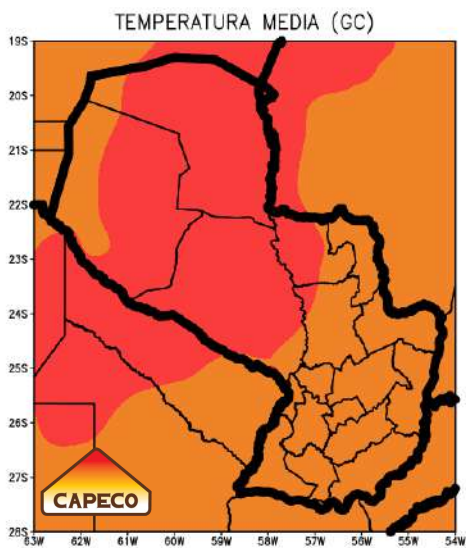 TEMPERATURA MEDIA (GC)
19S
20S
21S
22S
23S
24S
25S
26S
27S
28S
CAPECO
63W 62W 61W 60W 59W 58W 57W 56W 55W 54W